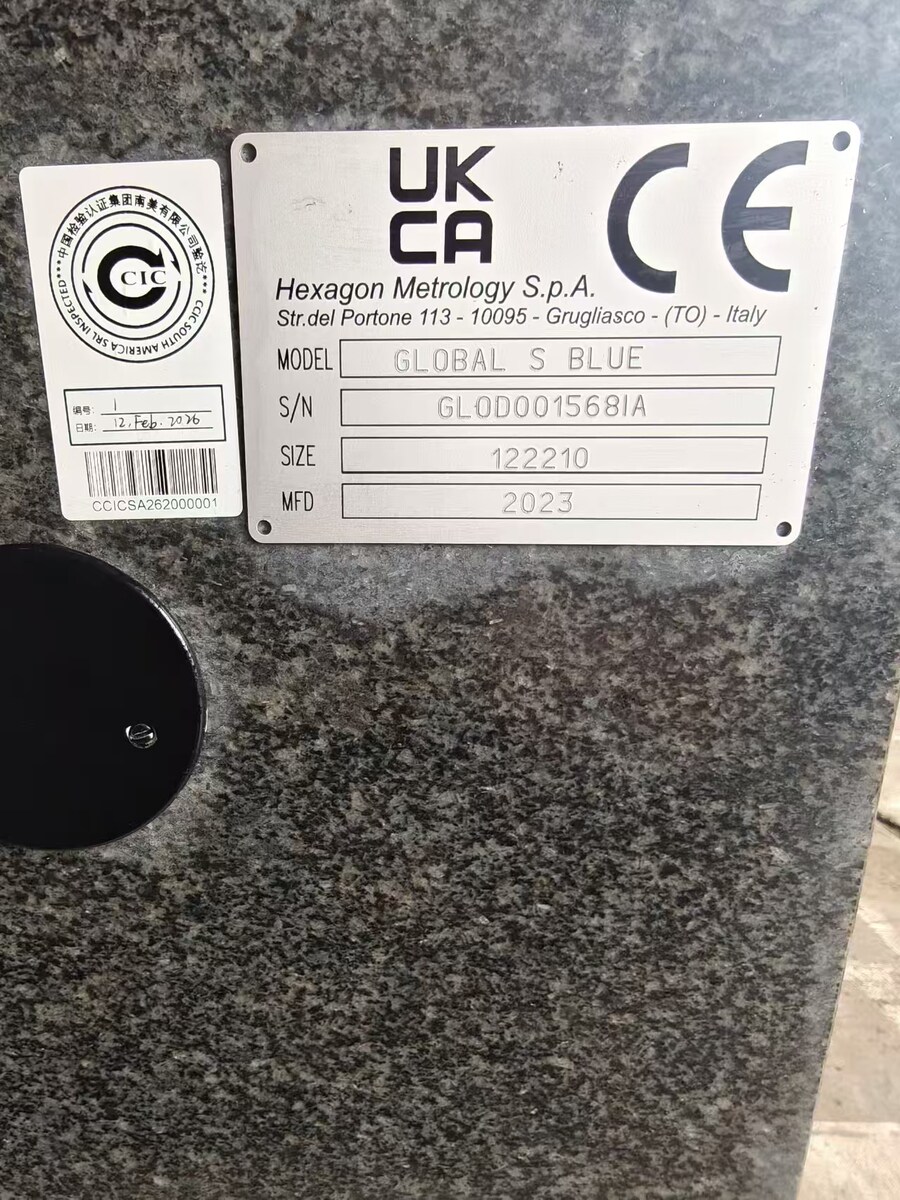 中国检验认证集团南美有限公司验讫
CCIC SOUTH AMERICA SRL INSPECTED
CCIC
编号: 1
日期: 12, Feb. 2026
CCICSA262000001
UK
CA
CE
Hexagon Metrology S.p.A.
Str.del Portone 113 - 10095 - Grugliasco - (TO) - Italy
MODEL GLOBAL S BLUE
S/N GL0D001568IA
SIZE 122210
MFD 2023